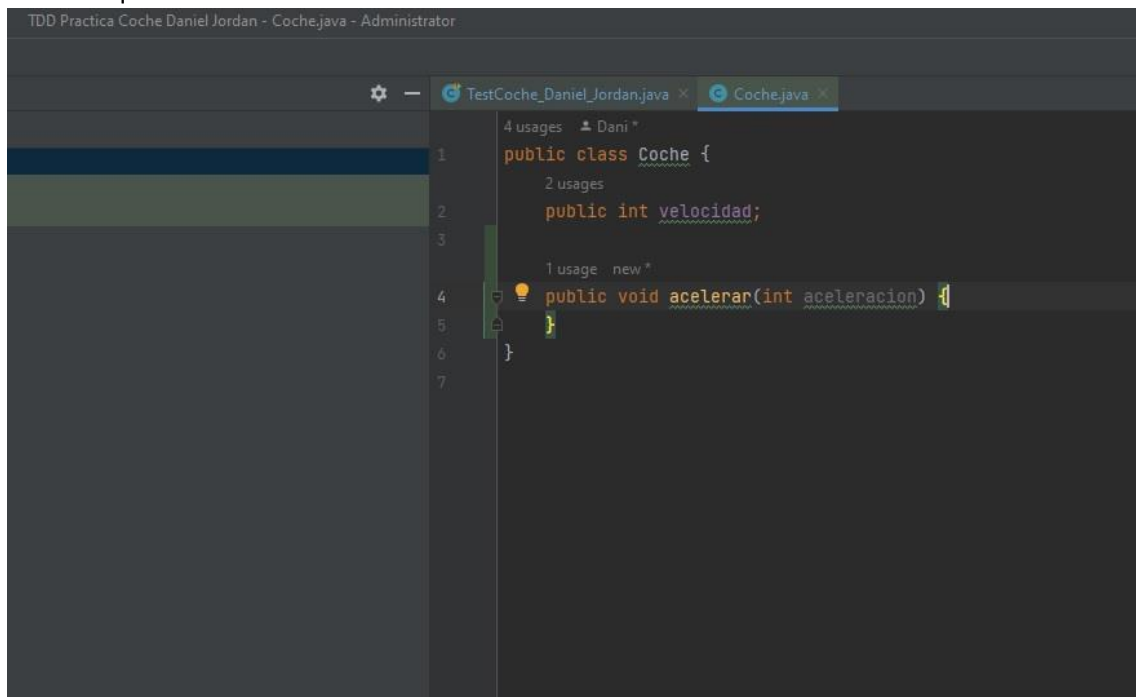 TDD Practica Coche Daniel Jordan - Coche.java - Administrator
TestCoche_Daniel_Jordan.java × Coche.java ×
4 usages Dani *
1 public class Coche {
2 usages
2 public int velocidad;
3
1 usage new *
4 public void acelerar(int aceleracion) {
5 }
6 }
7